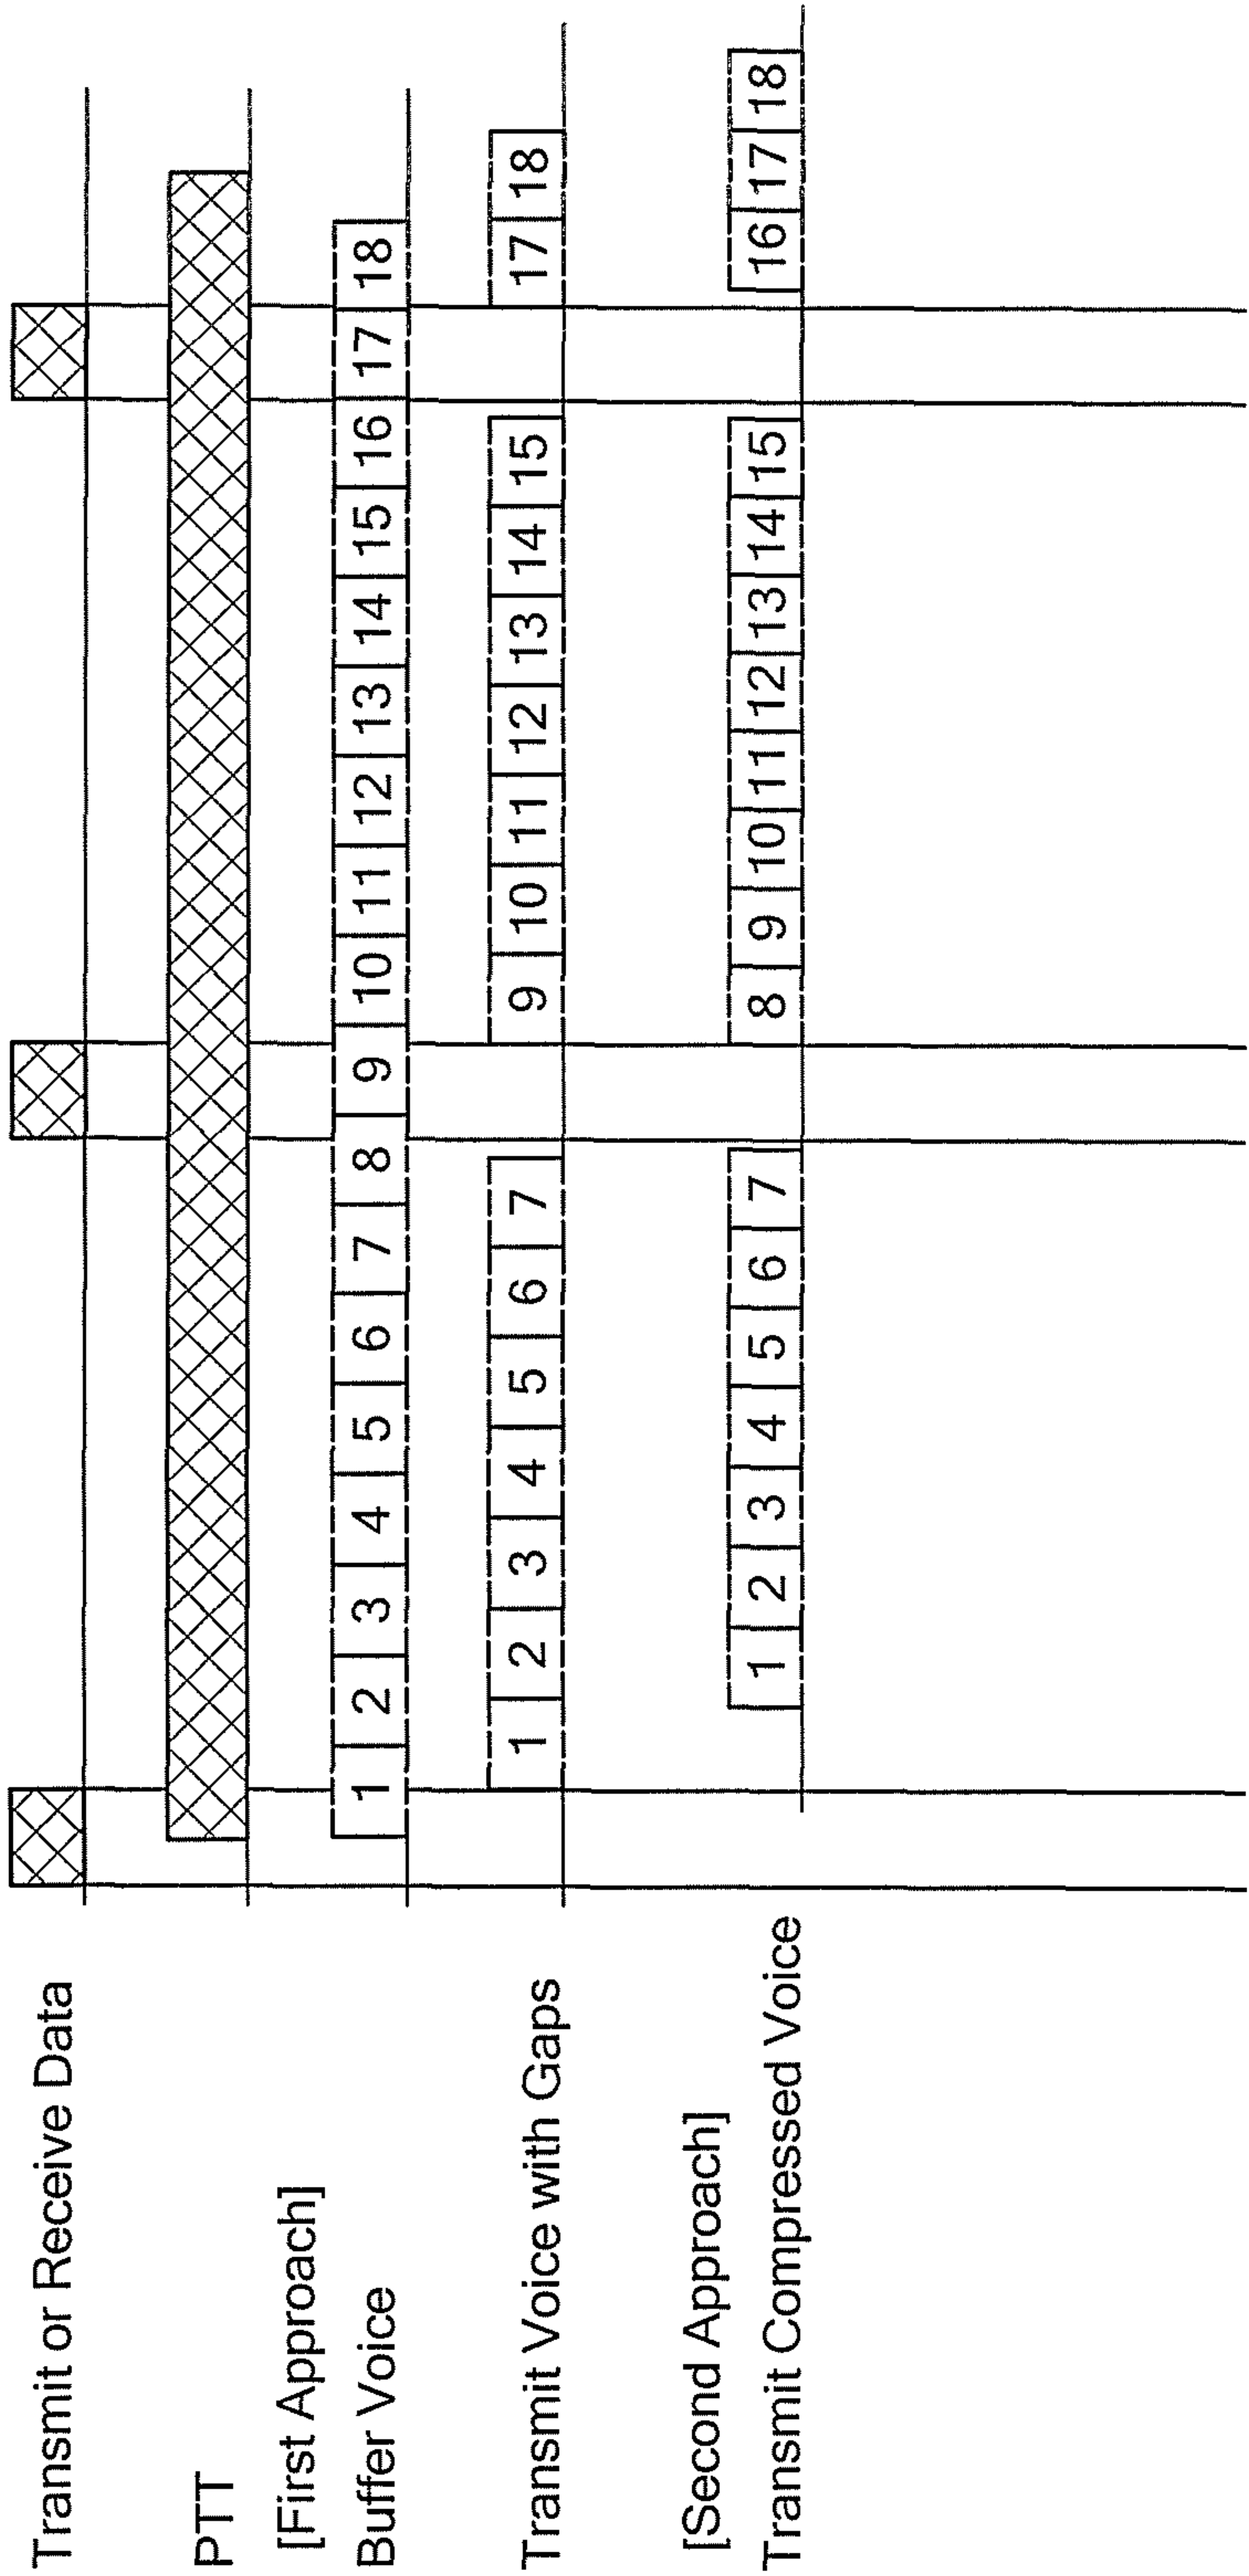 Transmit or Receive Data
PTT
[First Approach]
Buffer Voice 1 2 3 4 5 6 7 8 9 10 11 12 13 14 15 16 17 18
Transmit Voice with Gaps 1 2 3 4 5 6 7 9 10 11 12 13 14 15 17 18
[Second Approach]
Transmit Compressed Voice 1 2 3 4 5 6 7 8 9 10 11 12 13 14 15 16 17 18